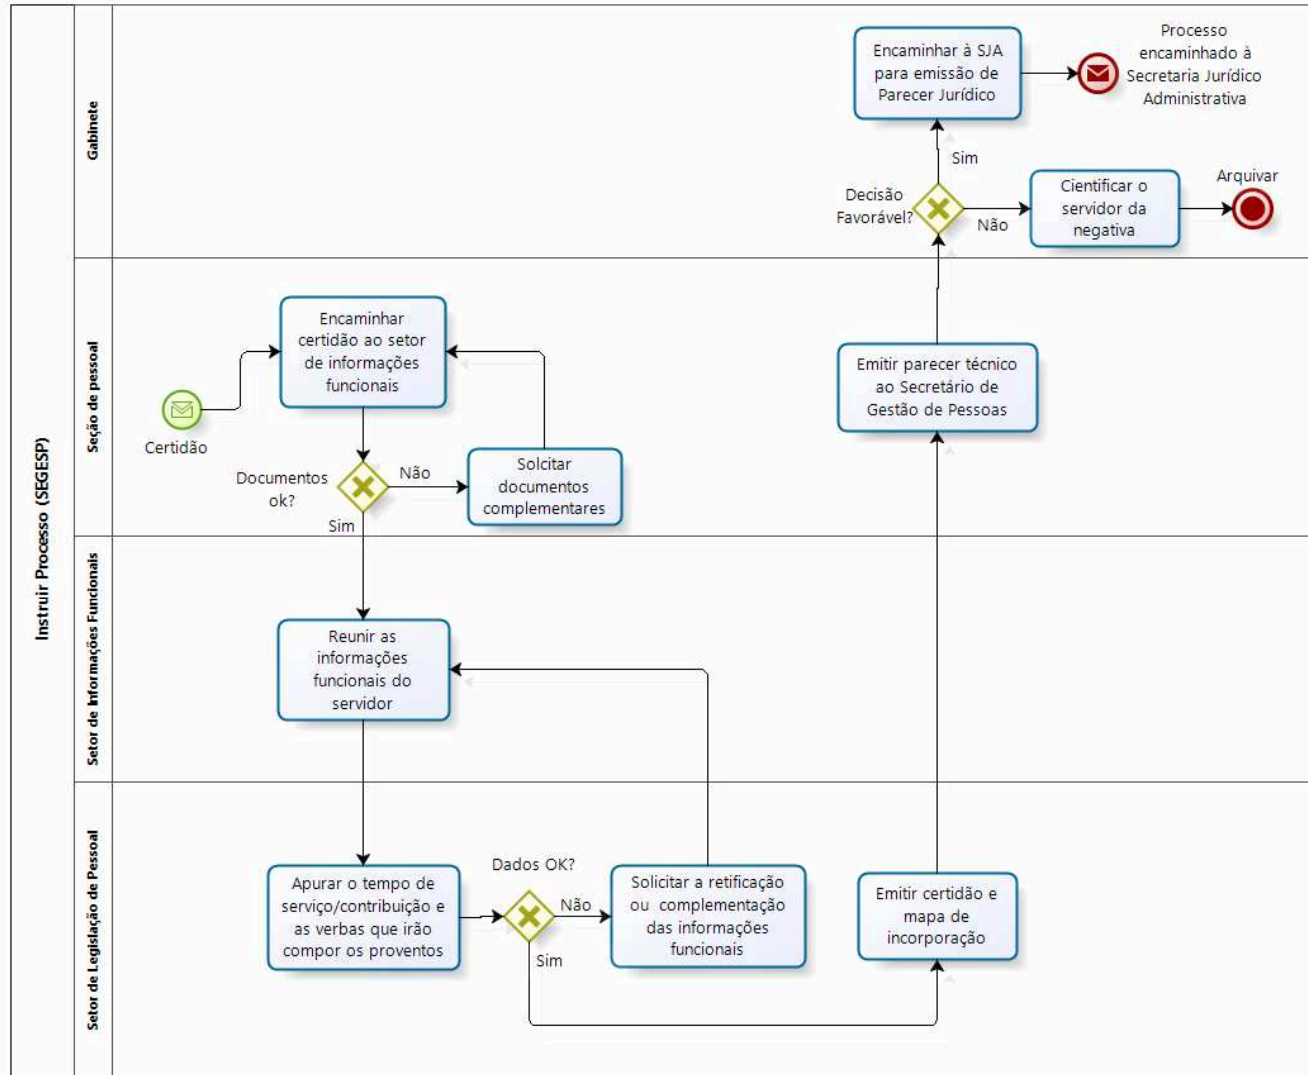 Instruir Processo (SEGESP)
Gabinete
Encaminhar à SJA
para emissão de
Parecer Jurídico
Processo
encaminhado à
Secretaria Jurídico
Administrativa
Sim
Decisão
Favorável?
Não
Cientificar o
servidor da
negativa
Arquivar
Seção de pessoal
Certidão
Encaminhar
certidão ao setor
de informações
funcionais
Documentos
ok?
Não
Sim
Solcitar
documentos
complementares
Emitir parecer técnico
ao Secretário de
Gestão de Pessoas
Setor de Informações Funcionais
Reunir as
informações
funcionais do
servidor
Setor de Legislação de Pessoal
Apurar o tempo de
serviço/contribuição e
as verbas que irão
compor os proventos
Dados OK?
Não
Sim
Solicitar a retificação
ou complementação
das informações
funcionais
Emitir certidão e
mapa de
incorporação